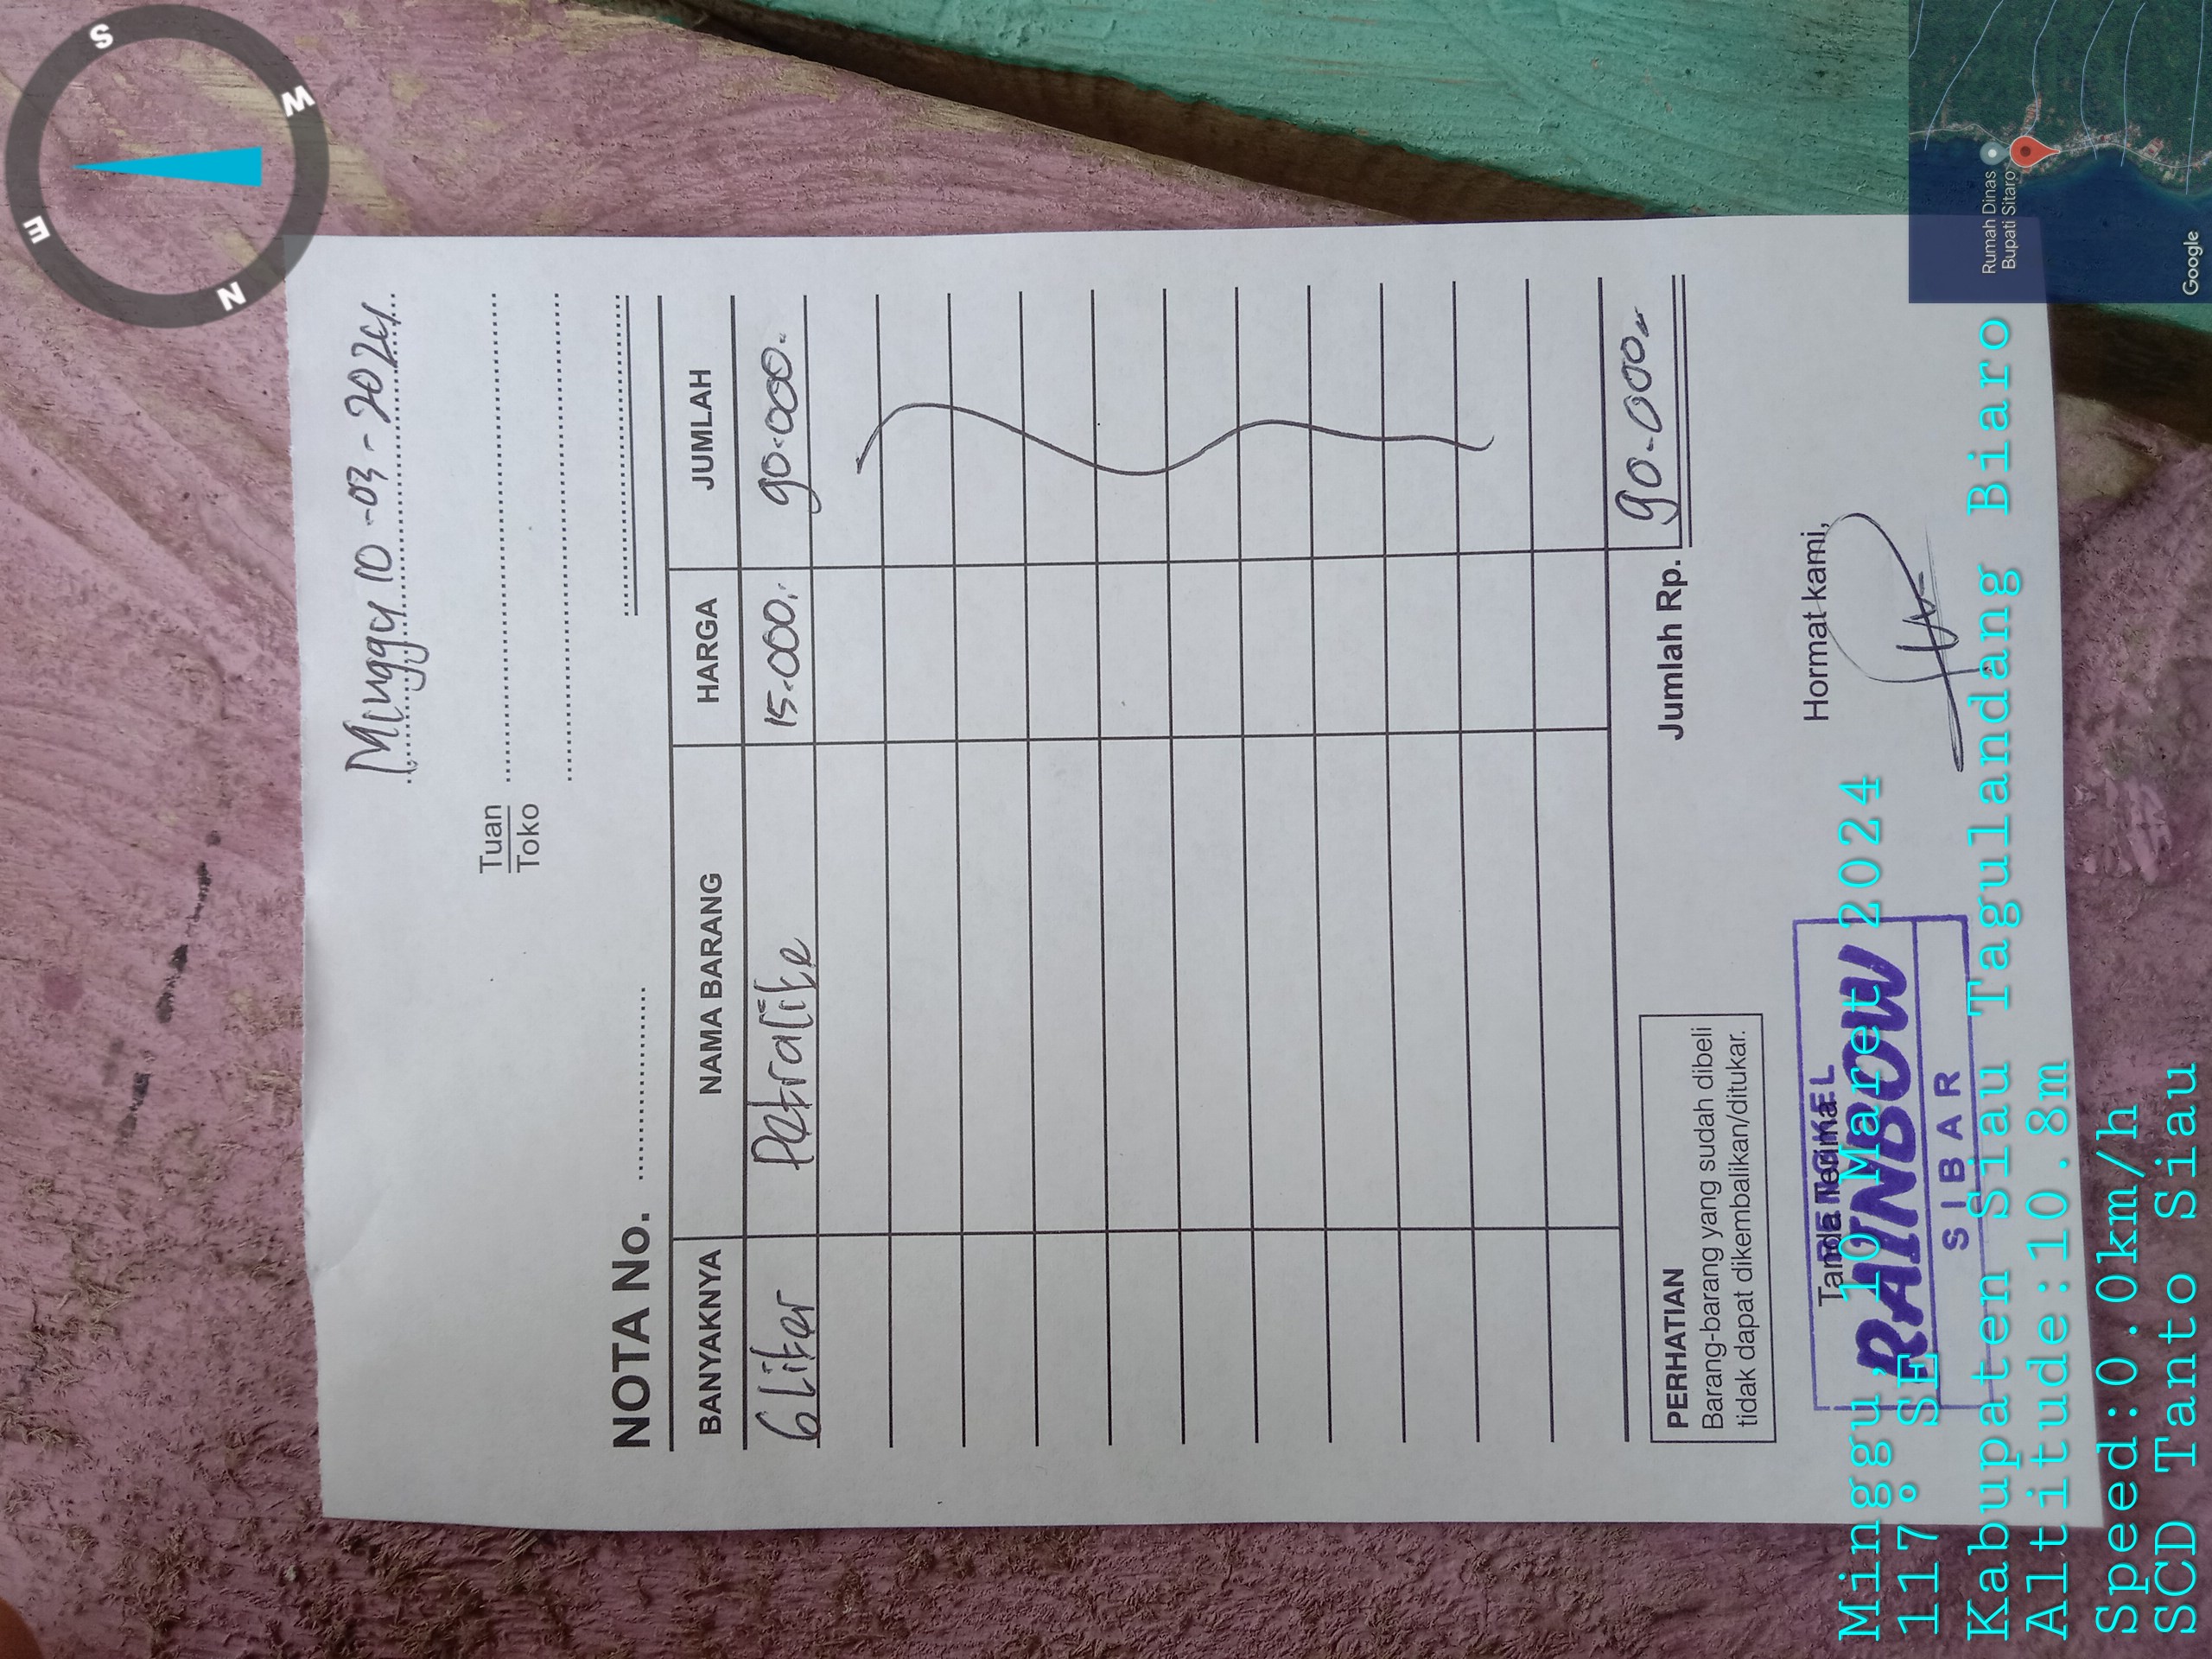 Minggu 10-03-2024
Tuan
Toko
NOTA No.
BANYAKNYA NAMA BARANG HARGA JUMLAH
6 Liter Petralite 15.000,- 90.000,-
Jumlah Rp. 90.000,-
PERHATIAN
Barang-barang yang sudah dibeli
tidak dapat dikembalikan/ditukar.
Tanda Terima
Hormat kami,
RAINBOW
SIBAR
Minggu, 10 Maret 2024
117° SE
Kabupaten Siau Tagulandang Biaro
Altitude:10.8m
Speed:0.0km/h
SCD Tanto Siau
Rumah Dinas
Bupati Sitaro
Google
N
E
S
W